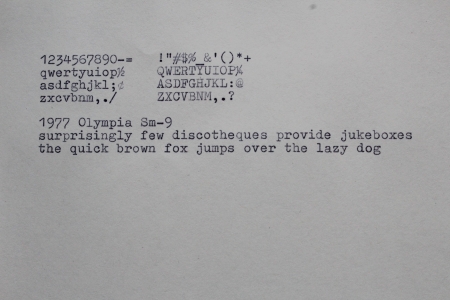 1234567890-= !"#$%_&'()*+
qwertyuiop½ QWERTYUIOP¼
asdfghjkl;¢ ASDFGHJKL:@
zxcvbnm,./ ZXCVBNM,.?
1977 Olympia Sm-9
surprisingly few discotheques provide jukeboxes
the quick brown fox jumps over the lazy dog